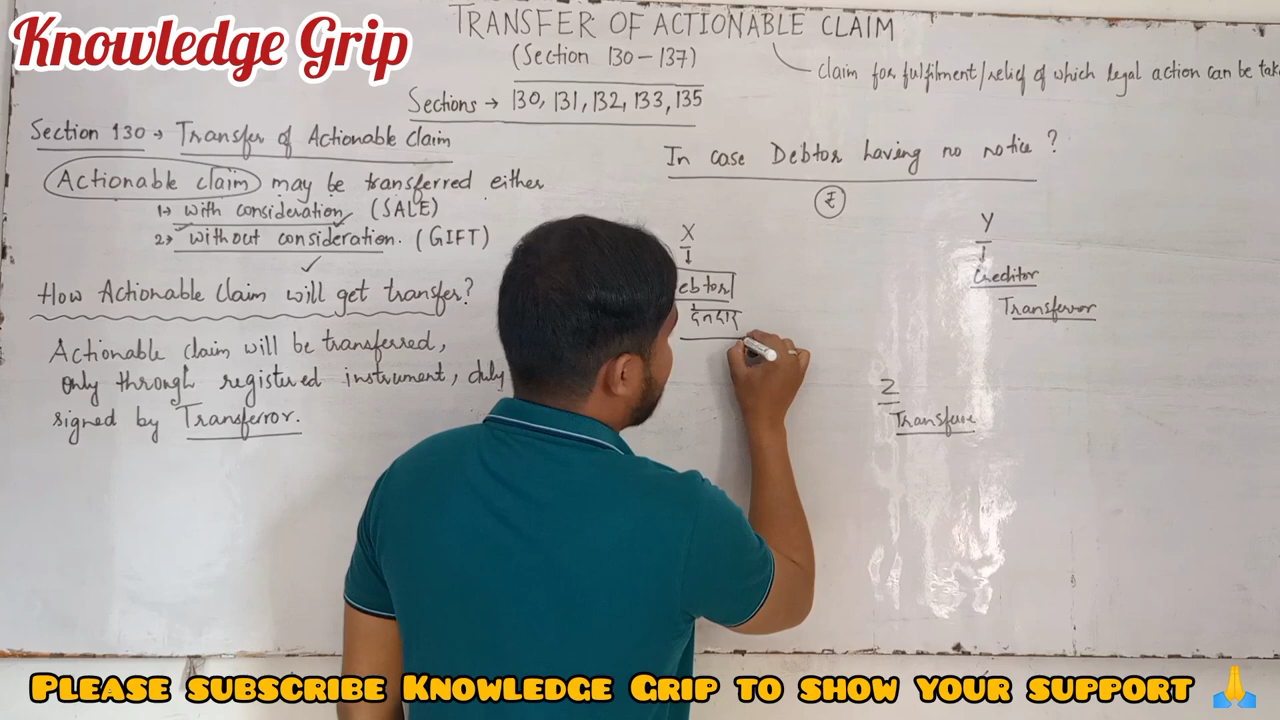 Knowledge Grip
TRANSFER OF ACTIONABLE CLAIM
(Section 130 – 137)
claim for fulfilment/relief of which legal action can be
Sections → 130, 131, 132, 133, 135
Section 130 → Transfer of Actionable claim
Actionable claim may be transferred either
1→ with consideration (SALE)
2→ without consideration. (GIFT)
How Actionable Claim will get transfer?
Actionable claim will be transferred,
only through registered instrument, duly
signed by Transferror.
In case Debtor having no notice?
₹
X
ebtor
देनदार
Y
Creditor
Transferror
Z
PLEASE SUBSCRIBE KNOWLEDGE GRIP TO SHOW YOUR SUPPORT 🙏